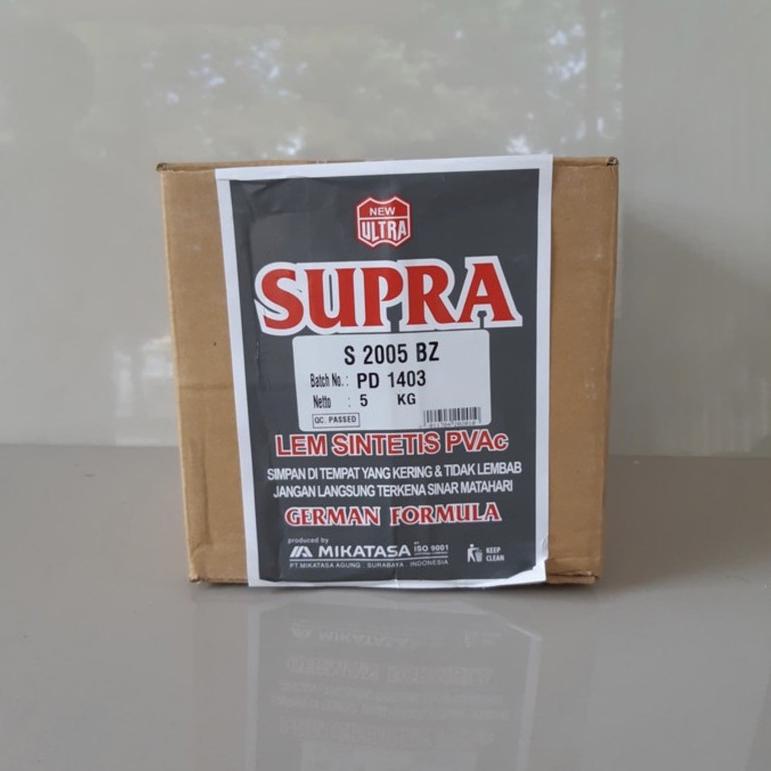 NEW
ULTRA
SUPRA
S 2005 BZ
Batch No. : PD 1403
Netto : 5 KG
QC. PASSED
LEM SINTETIS PVAc
SIMPAN DI TEMPAT YANG KERING & TIDAK LEMBAB
JANGAN LANGSUNG TERKENA SINAR MATAHARI
GERMAN FORMULA
produced by
MIKATASA
ISO 9001
PT.MIKATASA AGUNG . SURABAYA . INDONESIA
KEEP
CLEAN